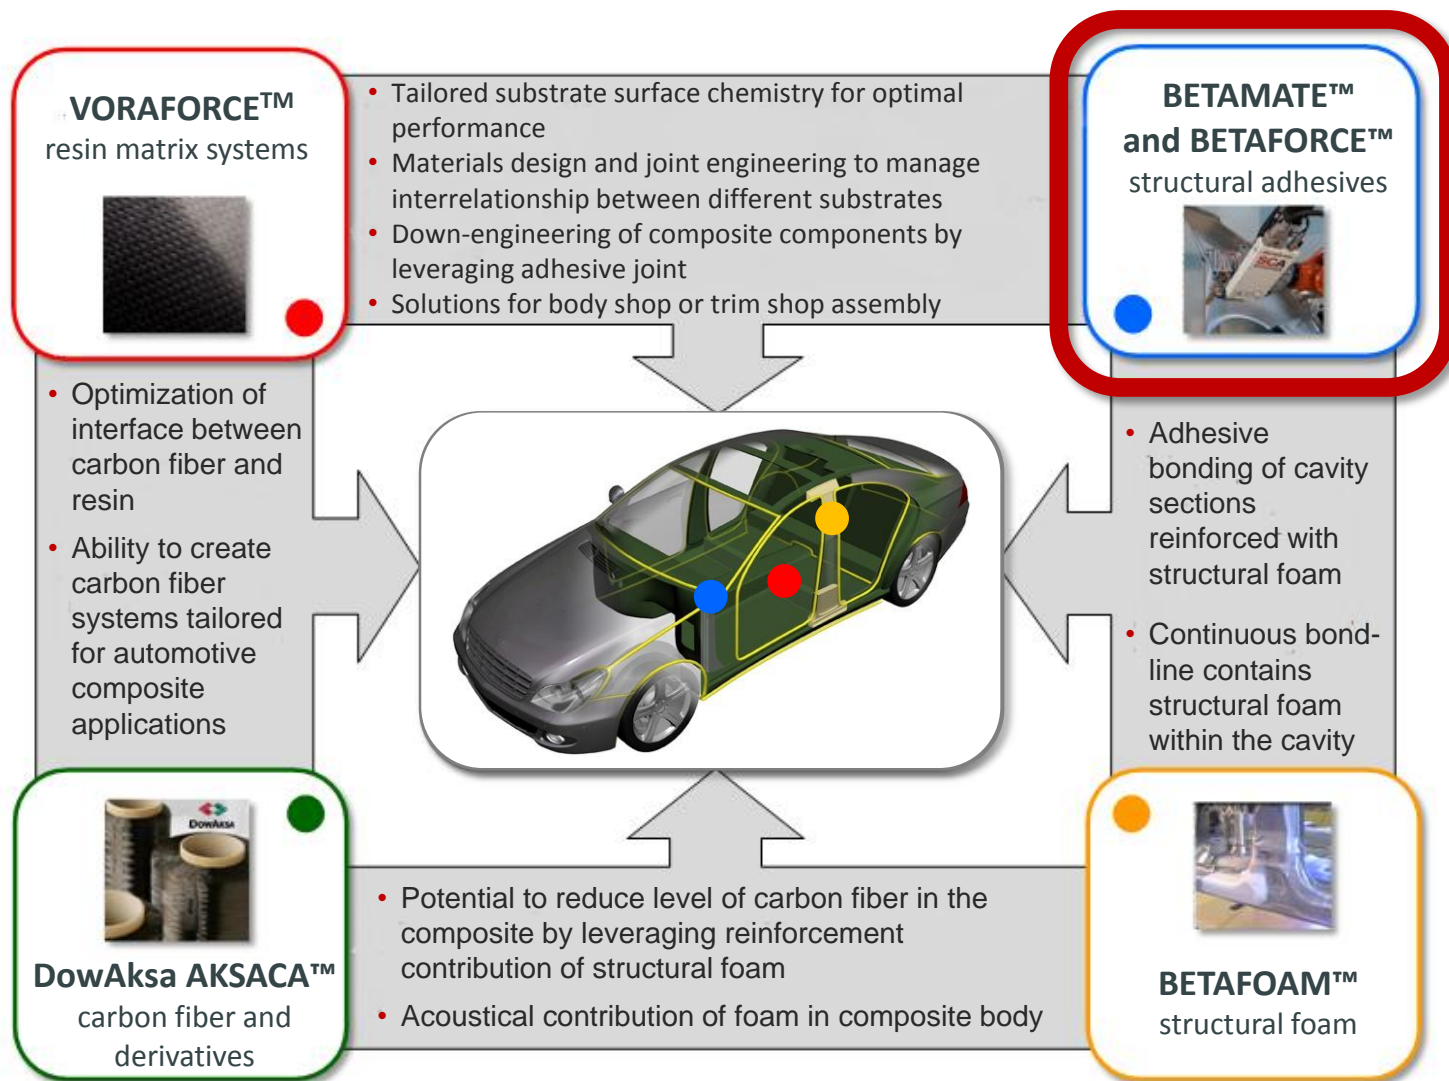 VORAFORCE™
resin matrix systems
• Tailored substrate surface chemistry for optimal
performance
• Materials design and joint engineering to manage
interrelationship between different substrates
• Down-engineering of composite components by
leveraging adhesive joint
• Solutions for body shop or trim shop assembly
BETAMATE™
and BETAFORCE™
structural adhesives
SCA
• Optimization of
interface between
carbon fiber and
resin
• Ability to create
carbon fiber
systems tailored
for automotive
composite
applications
• Adhesive
bonding of cavity
sections
reinforced with
structural foam
• Continuous bond-
line contains
structural foam
within the cavity
DOWAKSA
DowAksa AKSACA™
carbon fiber and
derivatives
• Potential to reduce level of carbon fiber in the
composite by leveraging reinforcement
contribution of structural foam
• Acoustical contribution of foam in composite body
BETAFOAM™
structural foam